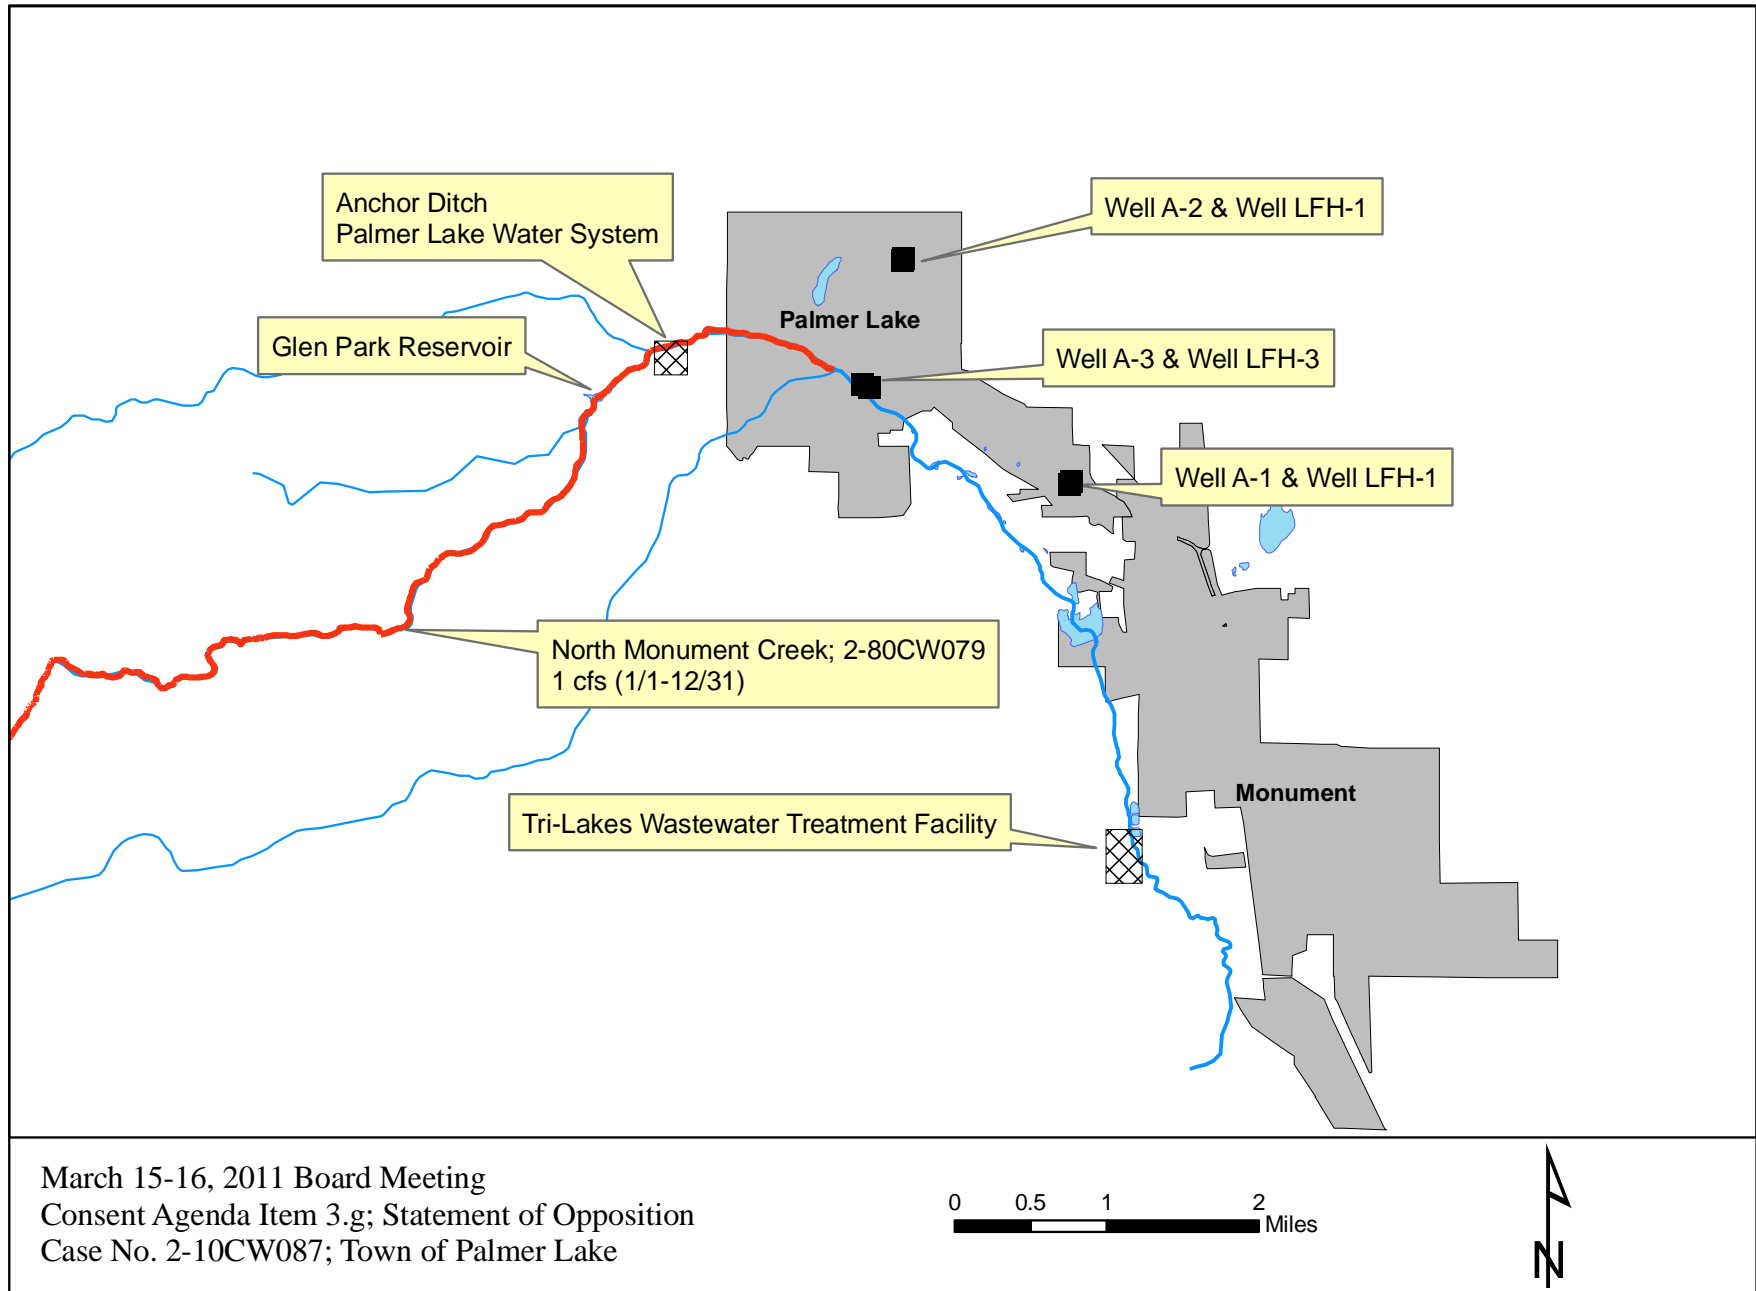 Anchor Ditch
Palmer Lake Water System
Well A-2 & Well LFH-1
Palmer Lake
Glen Park Reservoir
Well A-3 & Well LFH-3
Well A-1 & Well LFH-1
North Monument Creek; 2-80CW079
1 cfs (1/1-12/31)
Monument
Tri-Lakes Wastewater Treatment Facility
March 15-16, 2011 Board Meeting
Consent Agenda Item 3.g; Statement of Opposition
Case No. 2-10CW087; Town of Palmer Lake
0 0.5 1 2
Miles
N